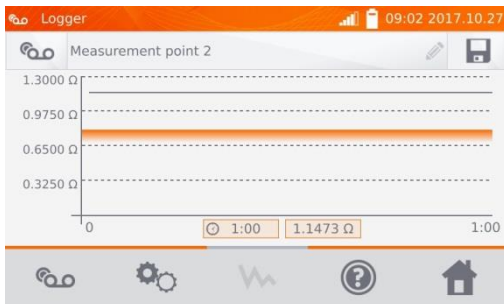 Logger 09:02 2017.10.27
Measurement point 2
1.3000 Ω
0.9750 Ω
0.6500 Ω
0.3250 Ω
0 1:00 1.1473 Ω 1:00